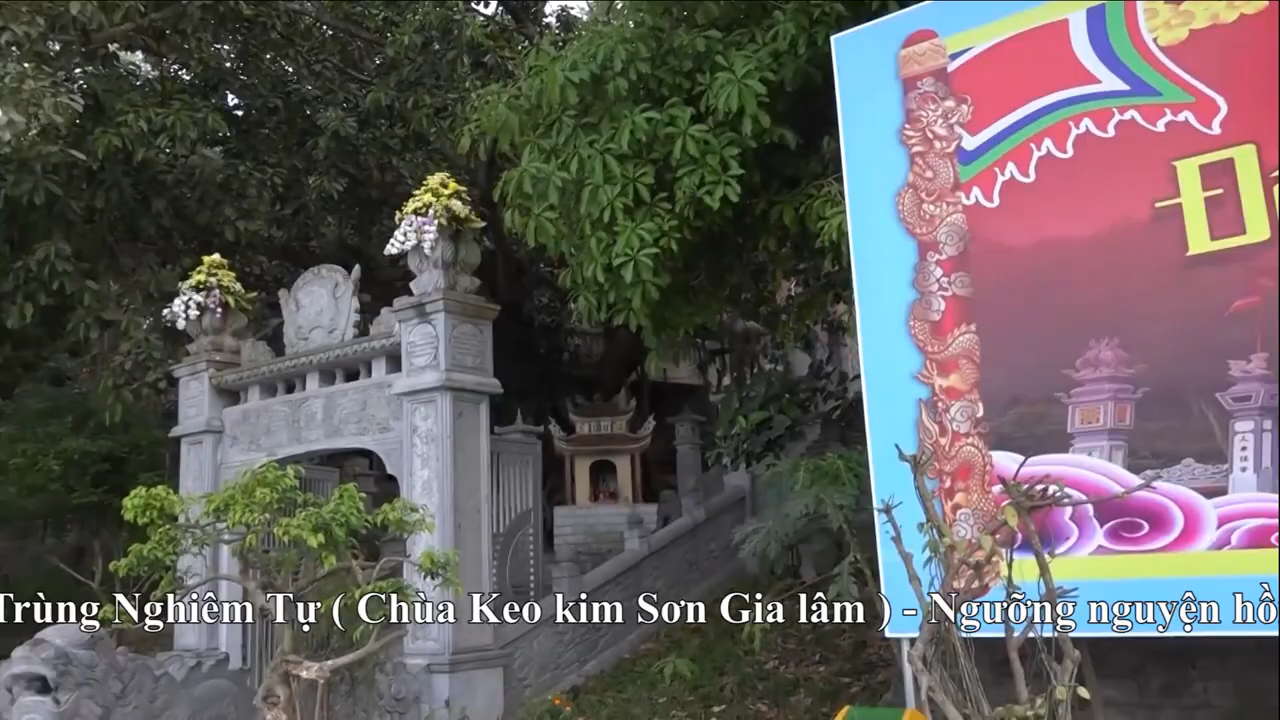 Đ
Trùng Nghiêm Tự ( Chùa Keo kim Sơn Gia lâm ) - Ngưỡng nguyện hồ